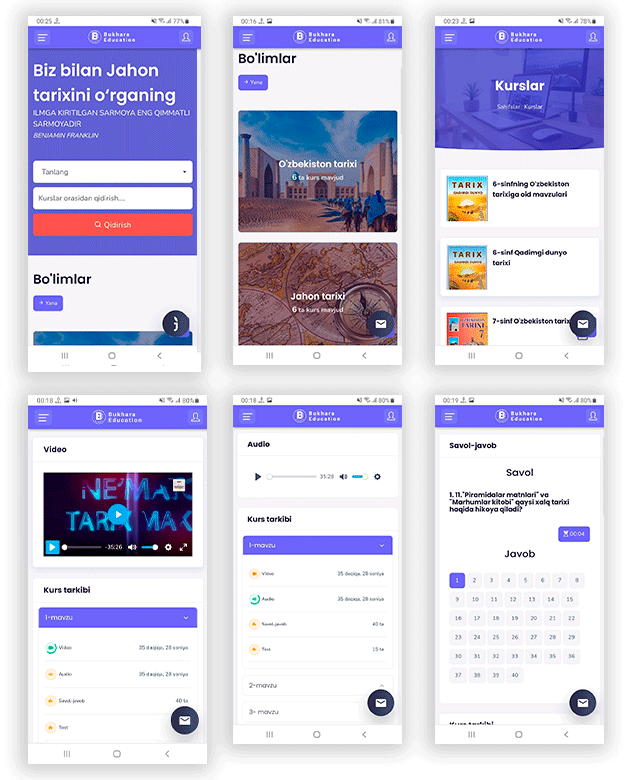 00:25
77%
Bukhara
Education
Biz bilan Jahon
tarixini o‘rganing
ILMGA KIRITILGAN SARMOYA ENG QIMMATLI
SARMOYADIR
BENJAMIN FRANKLIN
Tanlang
Kurslar orasidan qidirish....
Qidirish
Bo'limlar
→ Yana
00:16
81%
Bukhara
Education
Bo'limlar
→ Yana
O'zbekiston tarixi
6 ta kurs mavjud
Jahon tarixi
6 ta kurs mavjud
00:23
78%
Bukhara
Education
Kurslar
Sahifalar: Kurslar
TARIX
QADIMGI DUNYO
6-sinfning O'zbekiston
tarixiga oid mavzulari
TARIX
QADIMGI DUNYO
6-sinf Qadimgi dunyo
tarixi
TARIXI
7
7-sinf O'zbekiston tarixi
00:18
80%
Bukhara
Education
Video
NE'MA
TARIX MAK
-35:26
Kurs tarkibi
1-mavzu
Video 35 daqiqa, 28 soniya
Audio 35 daqiqa, 28 soniya
Savol-javob 40 ta
Test
00:18
80%
Bukhara
Education
Audio
35:28
Kurs tarkibi
1-mavzu
Video 35 daqiqa, 28 soniya
Audio 35 daqiqa, 28 soniya
Savol-javob 40 ta
Test 15 ta
2-mavzu
3- mavzu
00:19
80%
Bukhara
Education
Savol-javob
Savol
1. 11."Piramidalar matnlari" va
"Marhumlar kitobi" qaysi xalq tarixi
haqida hikoya qiladi?
00:04
Javob
1 2 3 4 5 6 7 8
9 10 11 12 13 14 15
16 17 18 19 20 21 22
23 24 25 26 27 28 29
30 31 32 33 34 35 36
37 38 39 40
Kurs tarkibi